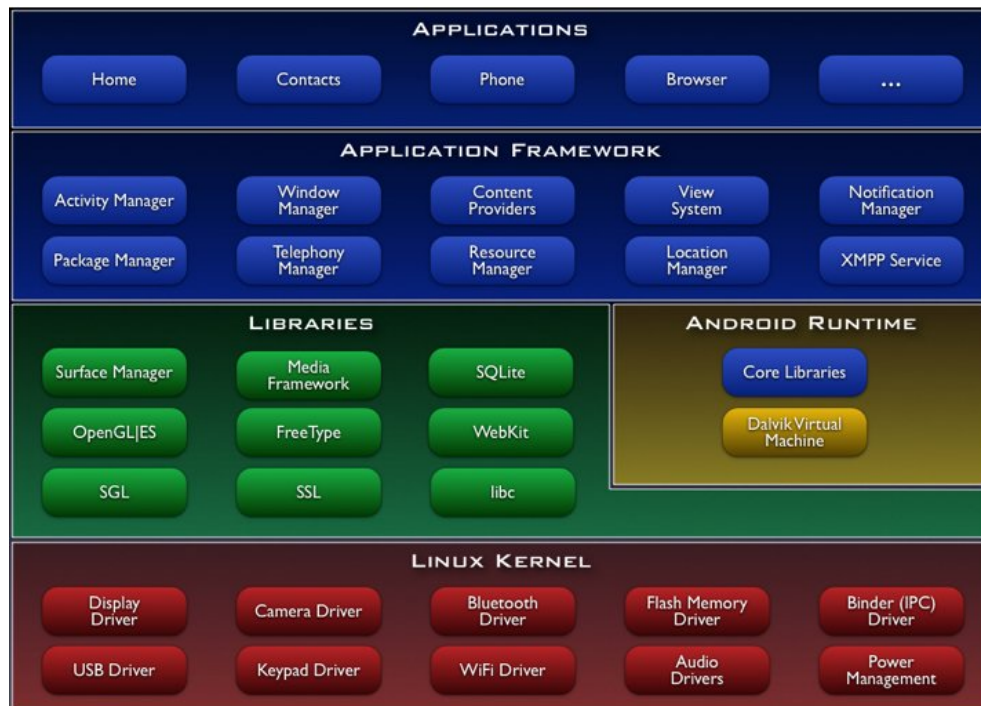 APPLICATIONS
Home Contacts Phone Browser ...
APPLICATION FRAMEWORK
Activity Manager
Window
Manager
Content
Providers
View
System
Notification
Manager
Package Manager
Telephony
Manager
Resource
Manager
Location
Manager
XMPP Service
LIBRARIES
Surface Manager
Media
Framework
SQLite
OpenGL|ES
FreeType
WebKit
SGL
SSL
libc
ANDROID RUNTIME
Core Libraries
Dalvik Virtual
Machine
LINUX KERNEL
Display
Driver
Camera Driver
Bluetooth
Driver
Flash Memory
Driver
Binder (IPC)
Driver
USB Driver
Keypad Driver
WiFi Driver
Audio
Drivers
Power
Management